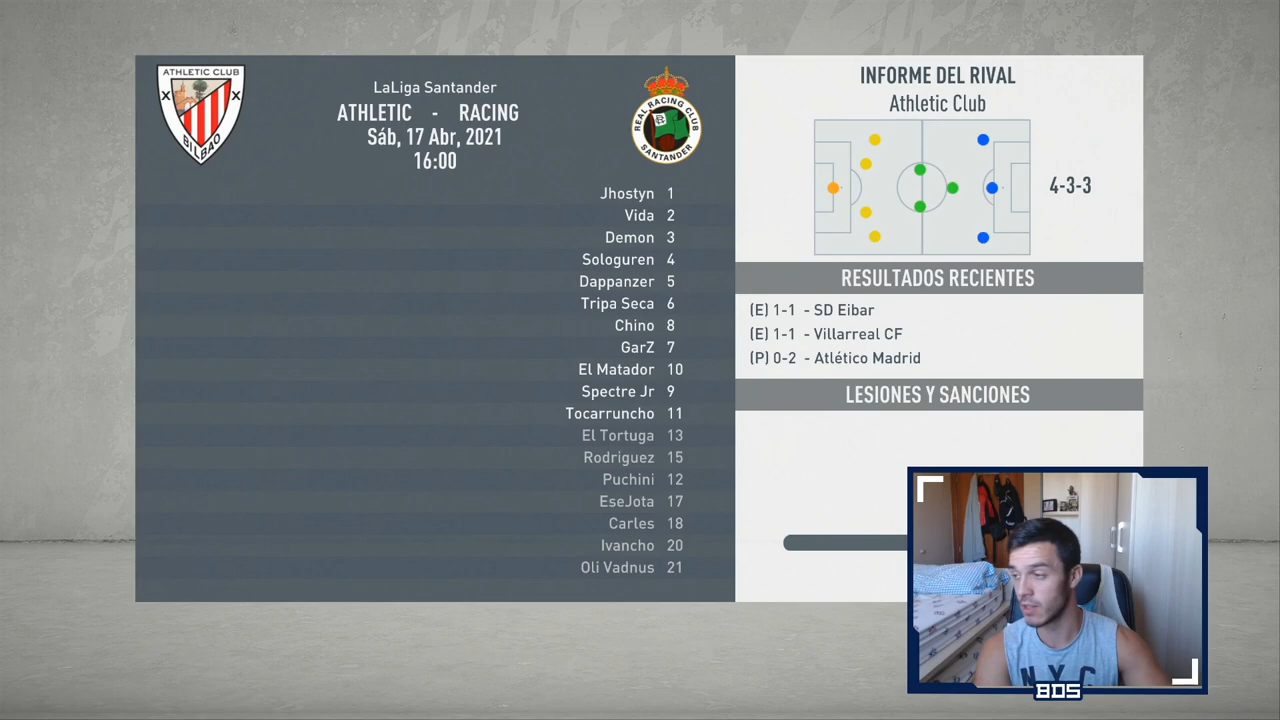 ATHLETIC CLUB
BILBAO
LaLiga Santander
ATHLETIC - RACING
Sáb, 17 Abr, 2021
16:00
REAL RACING CLUB
SANTANDER
Jhostyn 1
Vida 2
Demon 3
Sologuren 4
Dappanzer 5
Tripa Seca 6
Chino 8
GarZ 7
El Matador 10
Spectre Jr 9
Tocarruncho 11
El Tortuga 13
Rodriguez 15
Puchini 12
EseJota 17
Carles 18
Ivancho 20
Oli Vadnus 21
INFORME DEL RIVAL
Athletic Club
4-3-3
RESULTADOS RECIENTES
(E) 1-1 - SD Eibar
(E) 1-1 - Villarreal CF
(P) 0-2 - Atlético Madrid
LESIONES Y SANCIONES
NYC
BDS